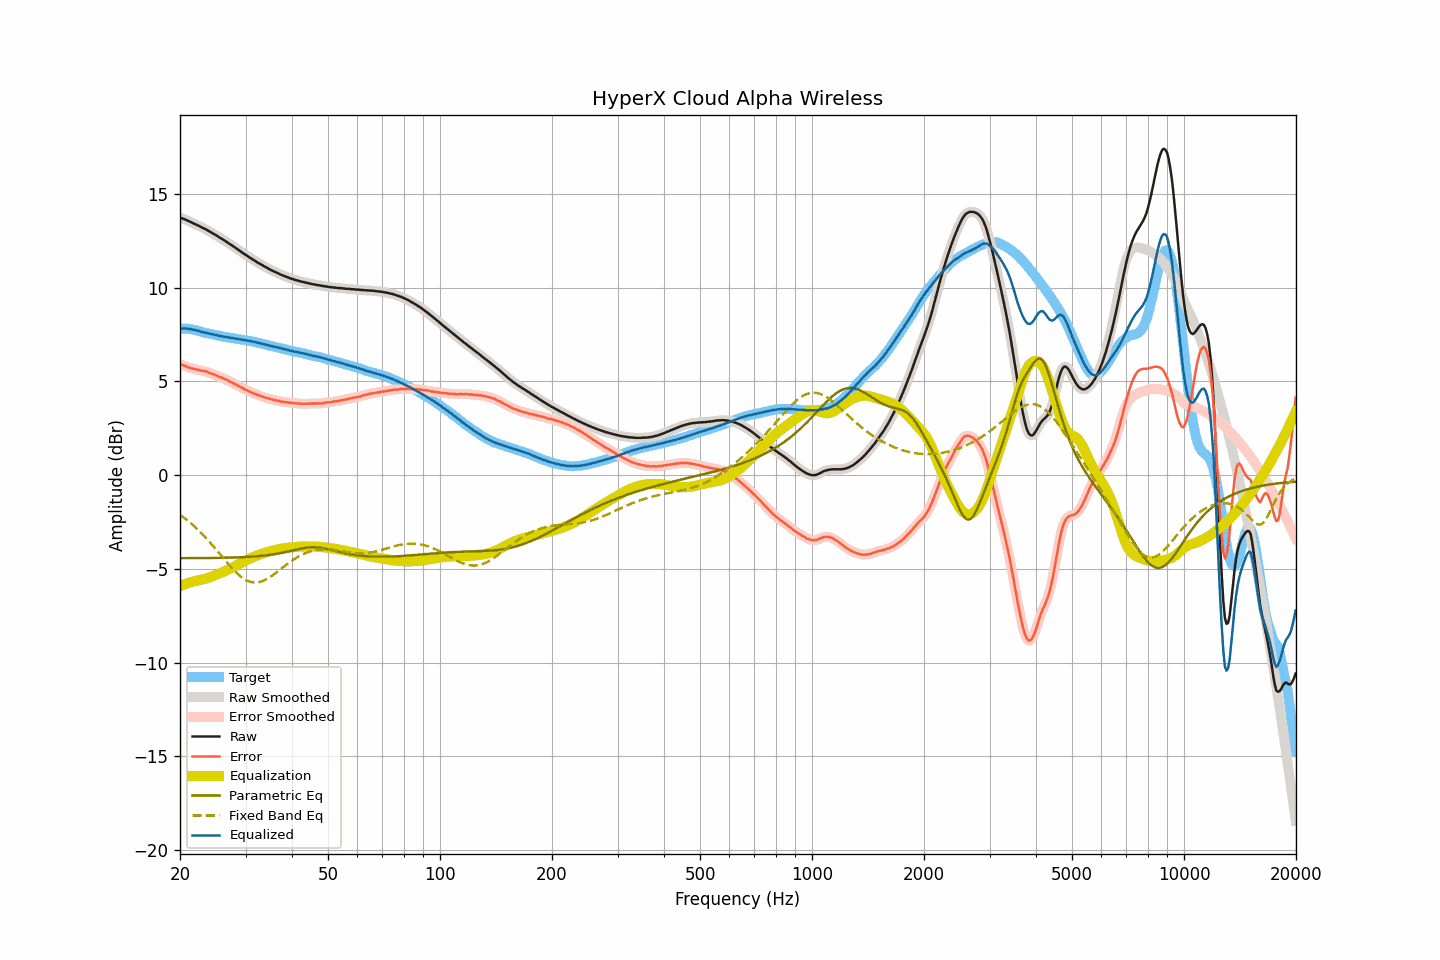 HyperX Cloud Alpha Wireless
Amplitude (dBr)
15
10
5
0
−5
−10
−15
−20
Target
Raw Smoothed
Error Smoothed
Raw
Error
Equalization
Parametric Eq
Fixed Band Eq
Equalized
20 50 100 200 500 1000 2000 5000 10000 20000
Frequency (Hz)